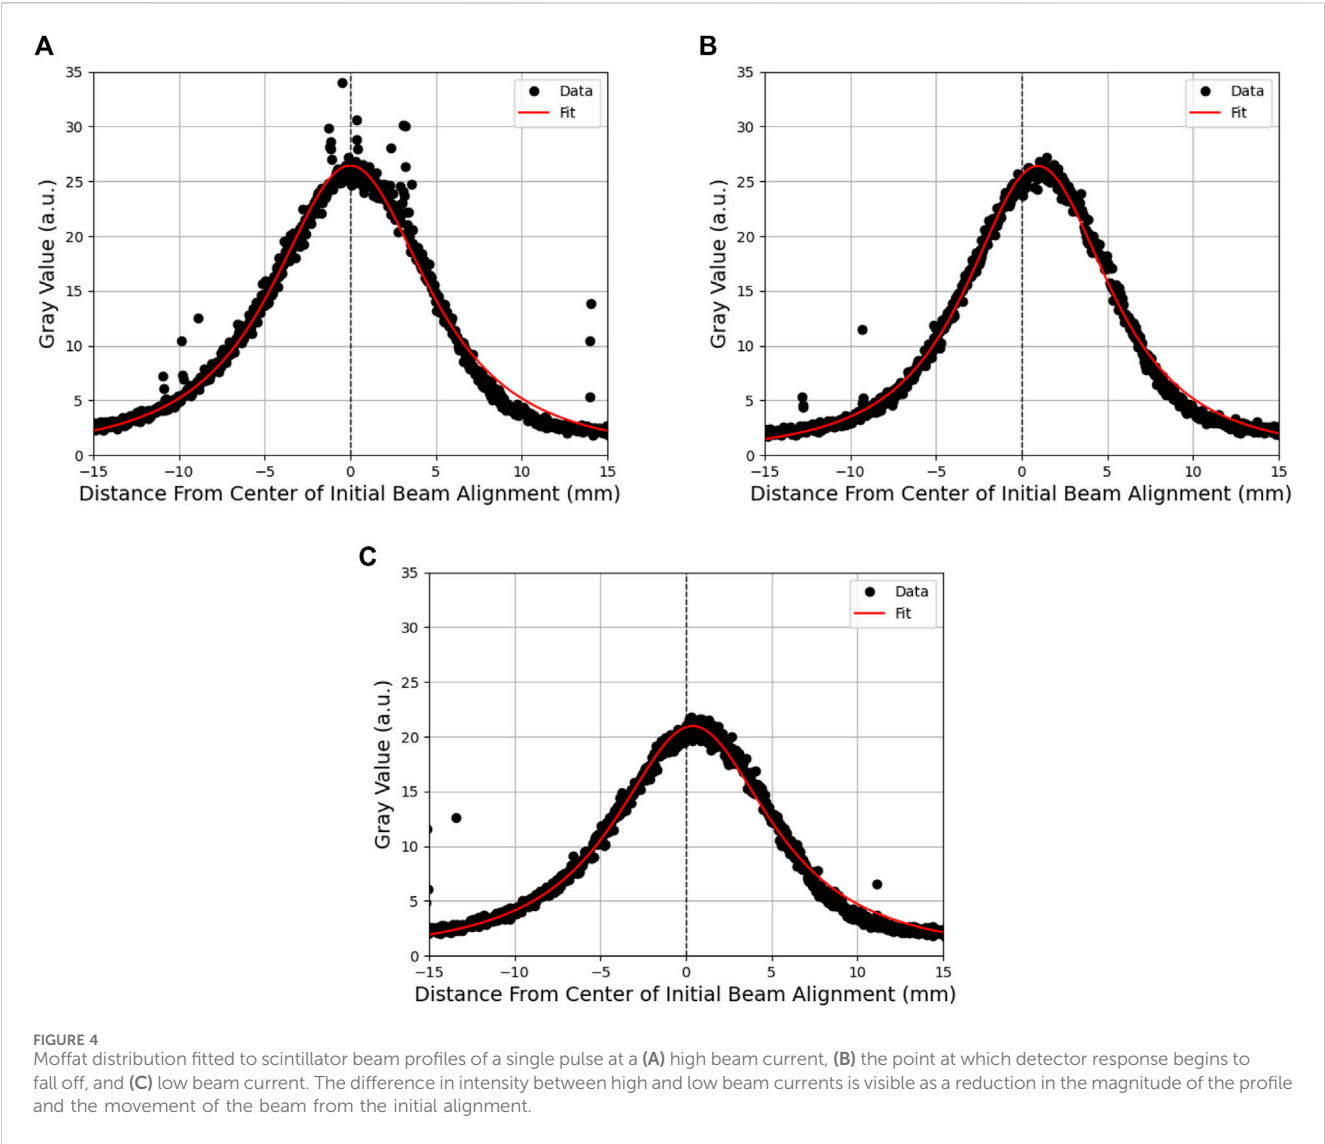 A
35
30
25
20
15
10
5
0
Gray Value (a.u.)
Data
Fit
−15 −10 −5 0 5 10 15
Distance From Center of Initial Beam Alignment (mm)
B
35
30
25
20
15
10
5
0
Gray Value (a.u.)
Data
Fit
−15 −10 −5 0 5 10 15
Distance From Center of Initial Beam Alignment (mm)
C
35
30
25
20
15
10
5
0
Gray Value (a.u.)
Data
Fit
−15 −10 −5 0 5 10 15
Distance From Center of Initial Beam Alignment (mm)
FIGURE 4
Moffat distribution fitted to scintillator beam profiles of a single pulse at a (A) high beam current, (B) the point at which detector response begins to
fall off, and (C) low beam current. The difference in intensity between high and low beam currents is visible as a reduction in the magnitude of the profile
and the movement of the beam from the initial alignment.